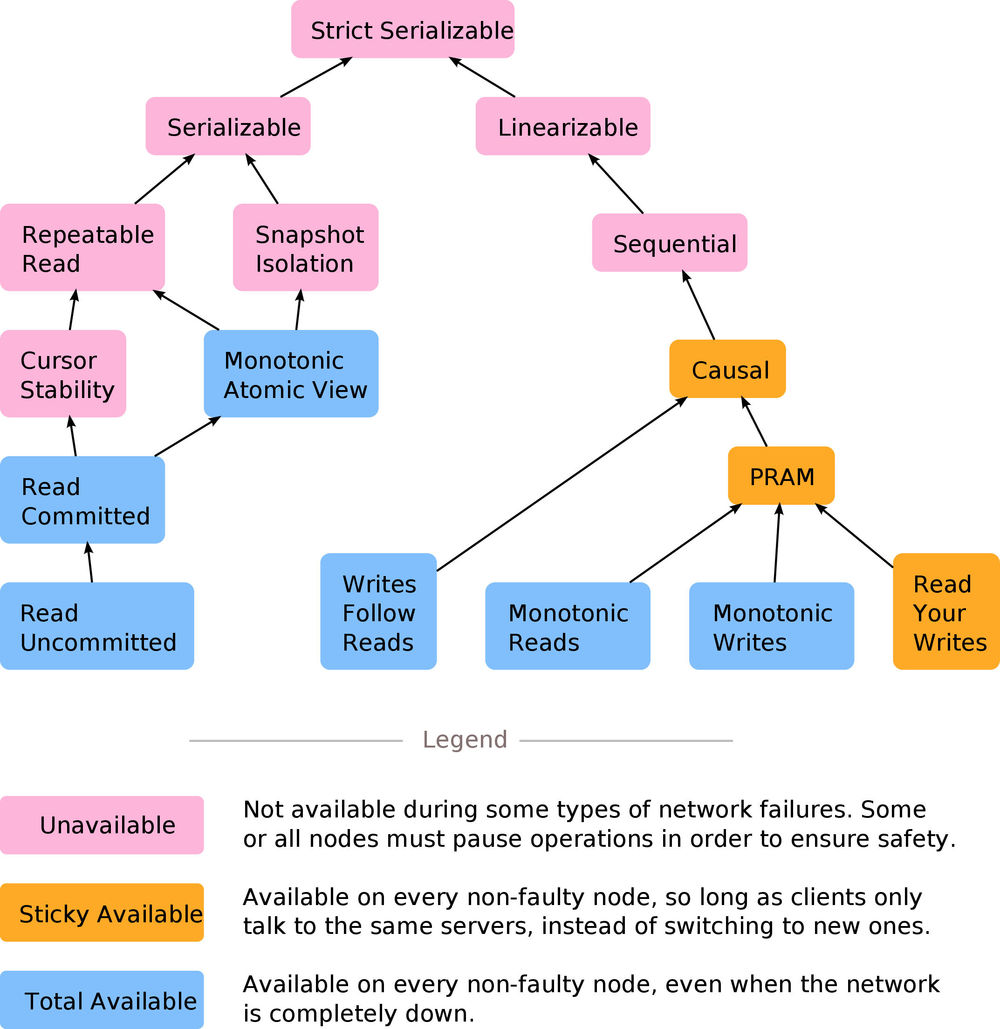 Strict Serializable
Serializable
Linearizable
Repeatable
Read
Snapshot
Isolation
Sequential
Cursor
Stability
Monotonic
Atomic View
Causal
Read
Committed
PRAM
Read
Uncommitted
Writes
Follow
Reads
Monotonic
Reads
Monotonic
Writes
Read
Your
Writes
Legend
Unavailable
Not available during some types of network failures. Some
or all nodes must pause operations in order to ensure safety.
Sticky Available
Available on every non-faulty node, so long as clients only
talk to the same servers, instead of switching to new ones.
Total Available
Available on every non-faulty node, even when the network
is completely down.